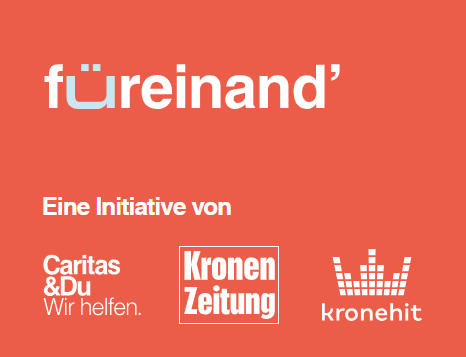 füreinand’
Eine Initiative von
Caritas
&Du
Wir helfen.
Kronen
Zeitung
kronehit